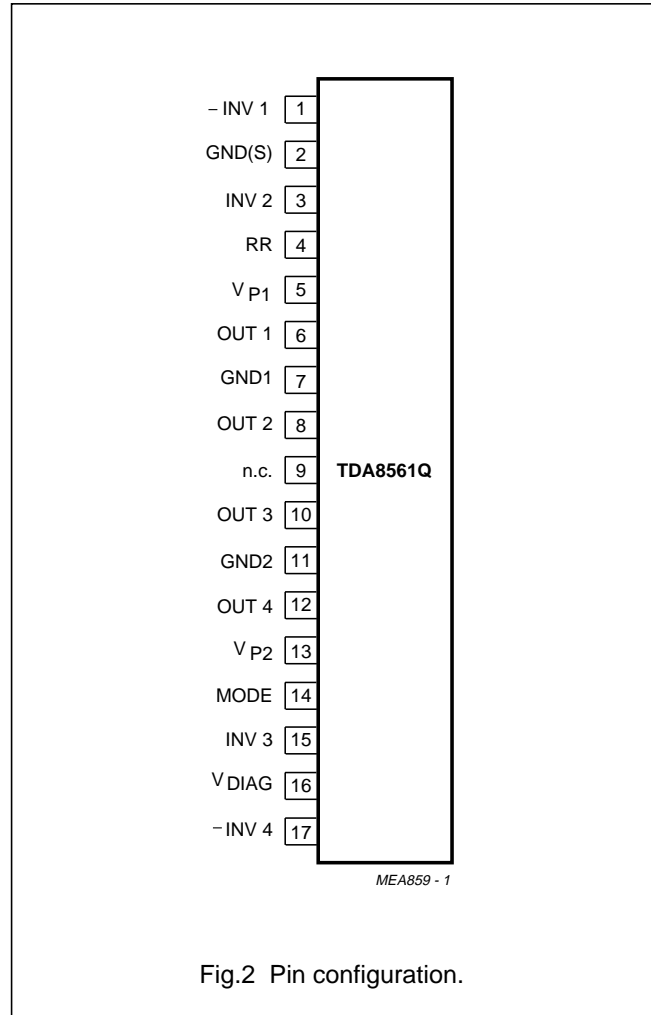 – INV 1 1
GND(S) 2
INV 2 3
RR 4
V P1 5
OUT 1 6
GND1 7
OUT 2 8
n.c. 9 TDA8561Q
OUT 3 10
GND2 11
OUT 4 12
V P2 13
MODE 14
INV 3 15
V DIAG 16
– INV 4 17
MEA859 - 1
Fig.2 Pin configuration.